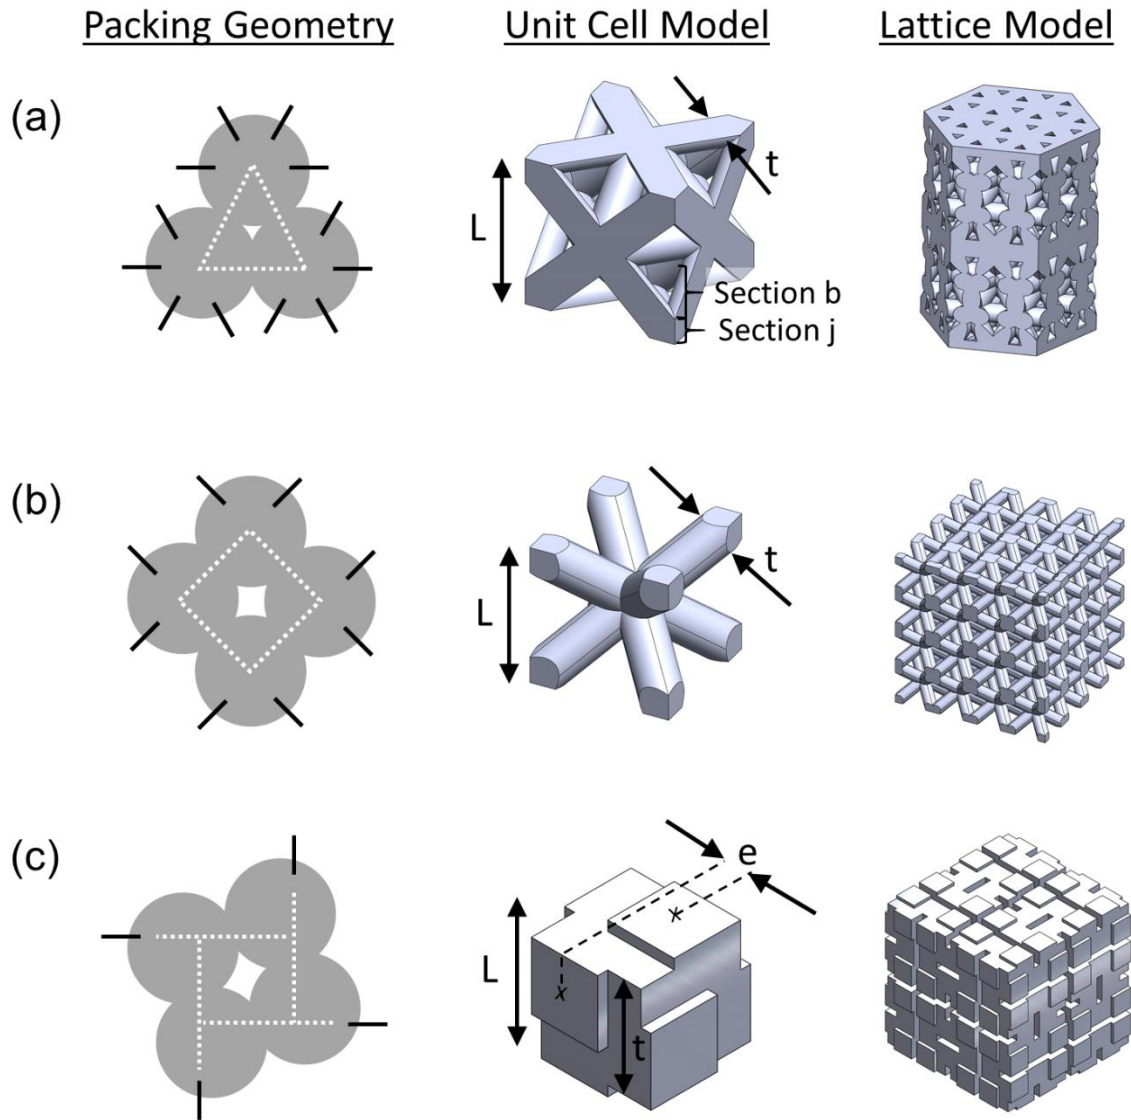 Packing Geometry Unit Cell Model Lattice Model
(a)
L
t
Section b
Section j
(b)
L
t
(c)
e
L
x
x
t